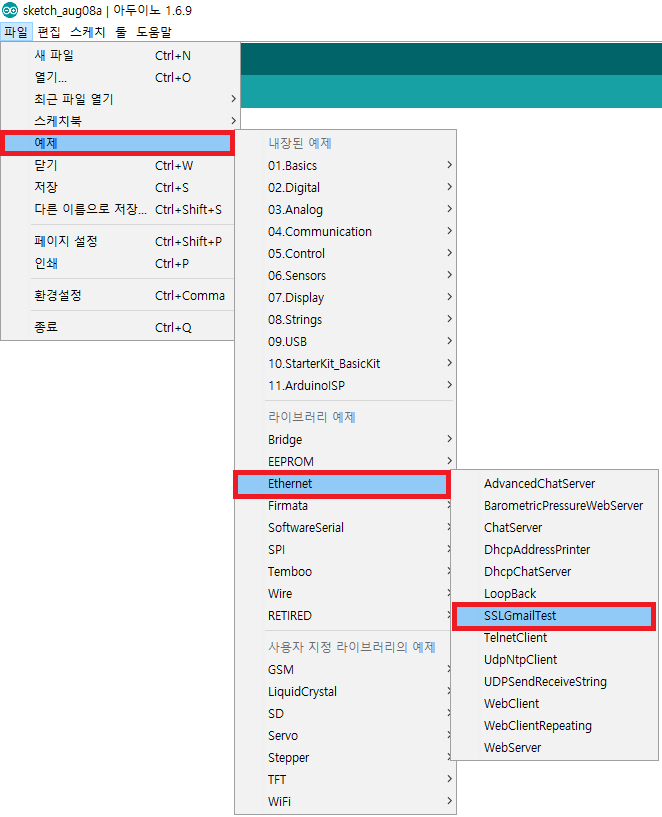 sketch_aug08a | 아두이노 1.6.9
파일 편집 스케치 툴 도움말
새 파일 Ctrl+N
열기... Ctrl+O
최근 파일 열기
스케치북
예제
닫기 Ctrl+W
저장 Ctrl+S
다른 이름으로 저장... Ctrl+Shift+S
페이지 설정 Ctrl+Shift+P
인쇄 Ctrl+P
환경설정 Ctrl+Comma
종료 Ctrl+Q
내장된 예제
01.Basics
02.Digital
03.Analog
04.Communication
05.Control
06.Sensors
07.Display
08.Strings
09.USB
10.StarterKit_BasicKit
11.ArduinoISP
라이브러리 예제
Bridge
EEPROM
Ethernet
Firmata
SoftwareSerial
SPI
Temboo
Wire
RETIRED
사용자 지정 라이브러리의 예제
GSM
LiquidCrystal
SD
Servo
Stepper
TFT
WiFi
AdvancedChatServer
BarometricPressureWebServer
ChatServer
DhcpAddressPrinter
DhcpChatServer
LoopBack
SSLGmailTest
TelnetClient
UdpNtpClient
UDPSendReceiveString
WebClient
WebClientRepeating
WebServer